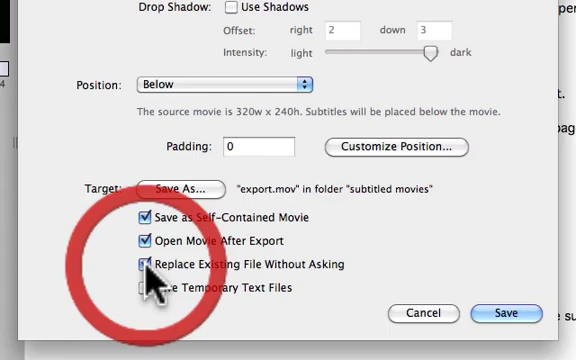 Drop Shadow: Use Shadows
Offset: right 2 down 3
Intensity: light dark
Position: Below
The source movie is 320w x 240h. Subtitles will be placed below the movie.
Padding: 0 Customize Position...
Target: Save As... "export.mov" in folder "subtitled movies"
Save as Self-Contained Movie
Open Movie After Export
Replace Existing File Without Asking
Temporary Text Files
Cancel Save